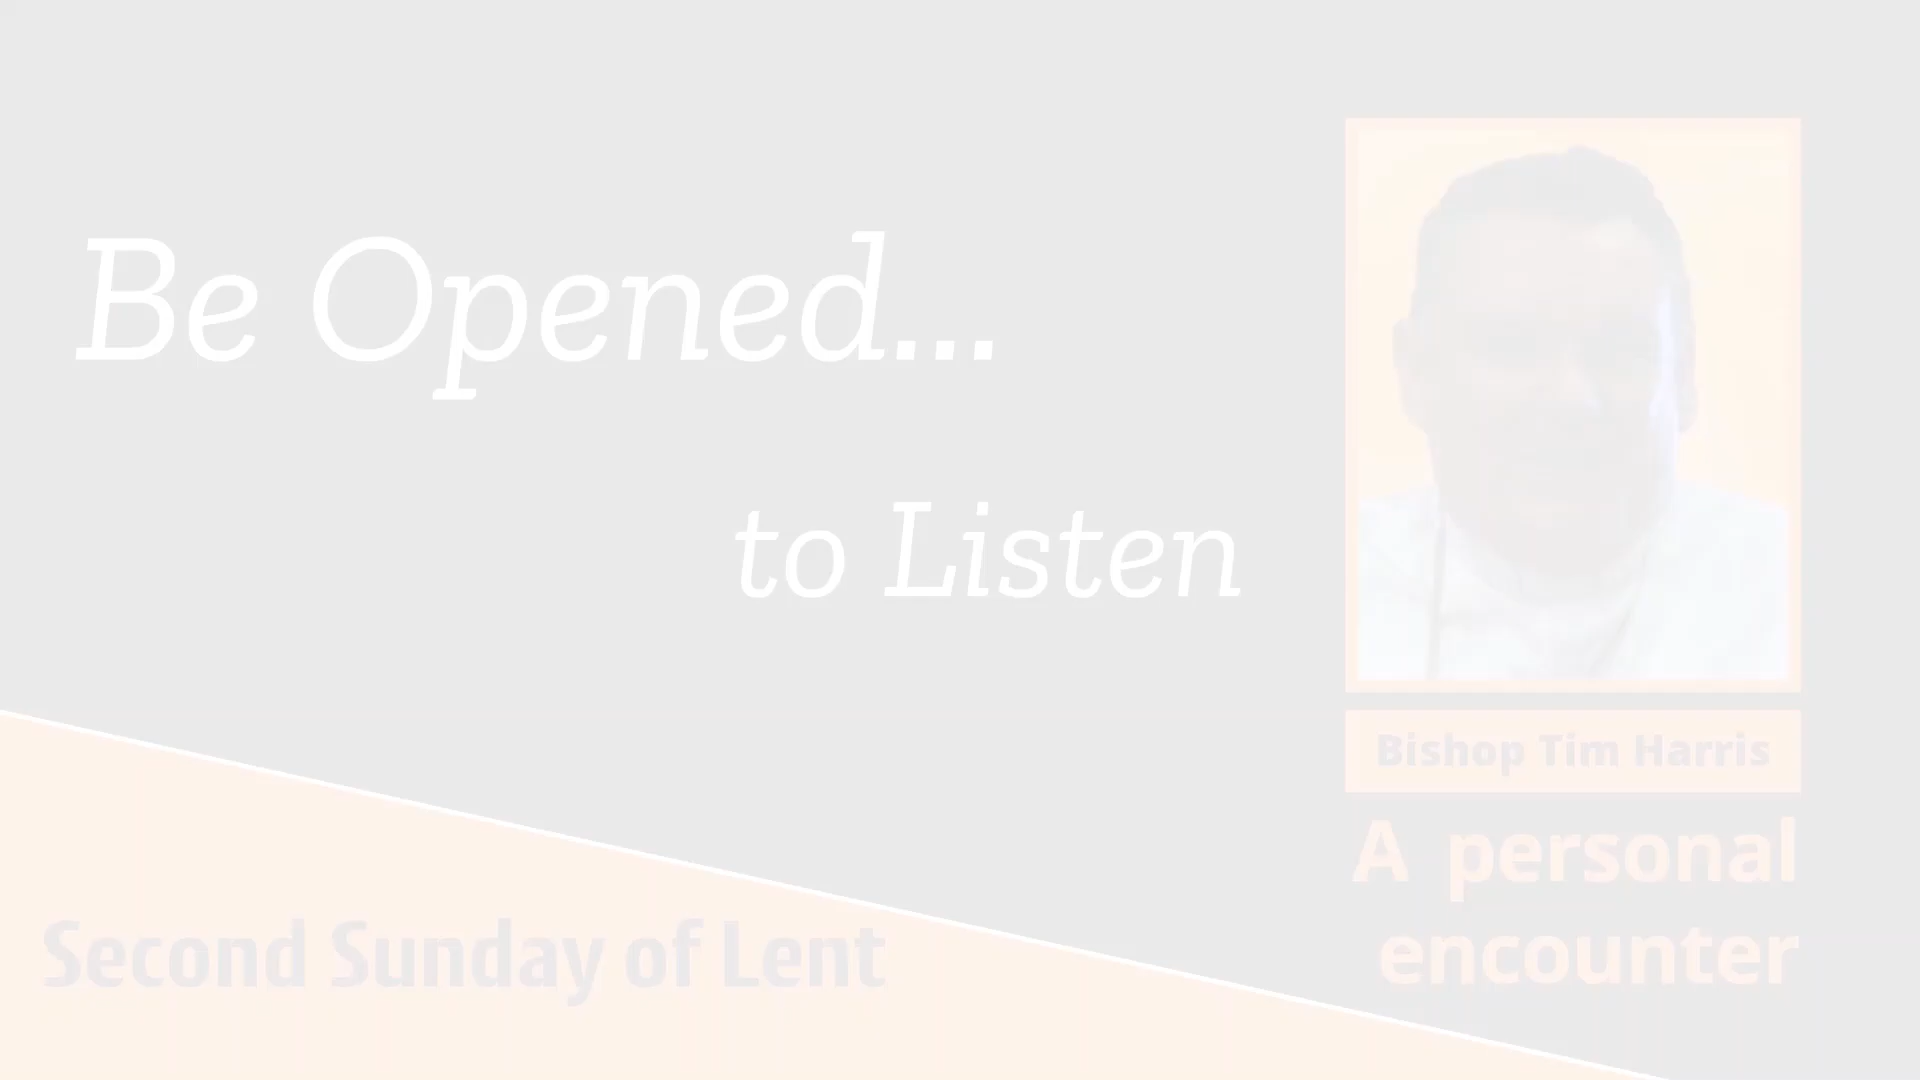 Be Opened...
to Listen
Bishop Tim Harris
A personal
encounter
Second Sunday of Lent